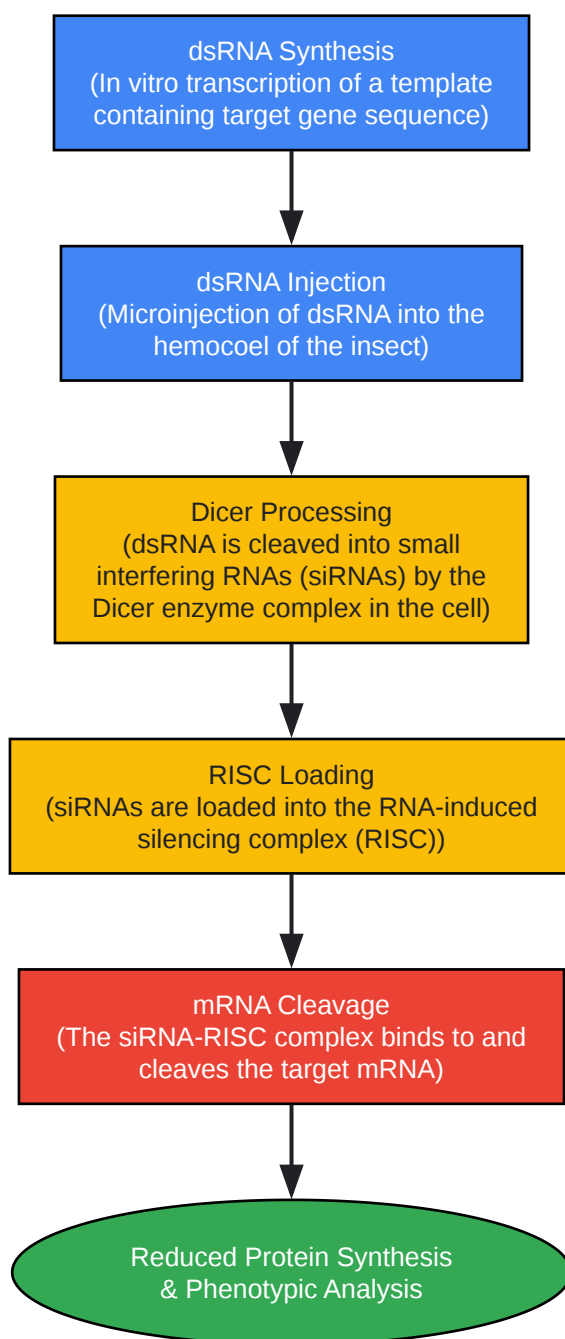 dsRNA Synthesis
(In vitro transcription of a template
containing target gene sequence)
dsRNA Injection
(Microinjection of dsRNA into the
hemocoel of the insect)
Dicer Processing
(dsRNA is cleaved into small
interfering RNAs (siRNAs) by the
Dicer enzyme complex in the cell)
RISC Loading
(siRNAs are loaded into the RNA-induced
silencing complex (RISC))
mRNA Cleavage
(The siRNA-RISC complex binds to and
cleaves the target mRNA)
Reduced Protein Synthesis
& Phenotypic Analysis